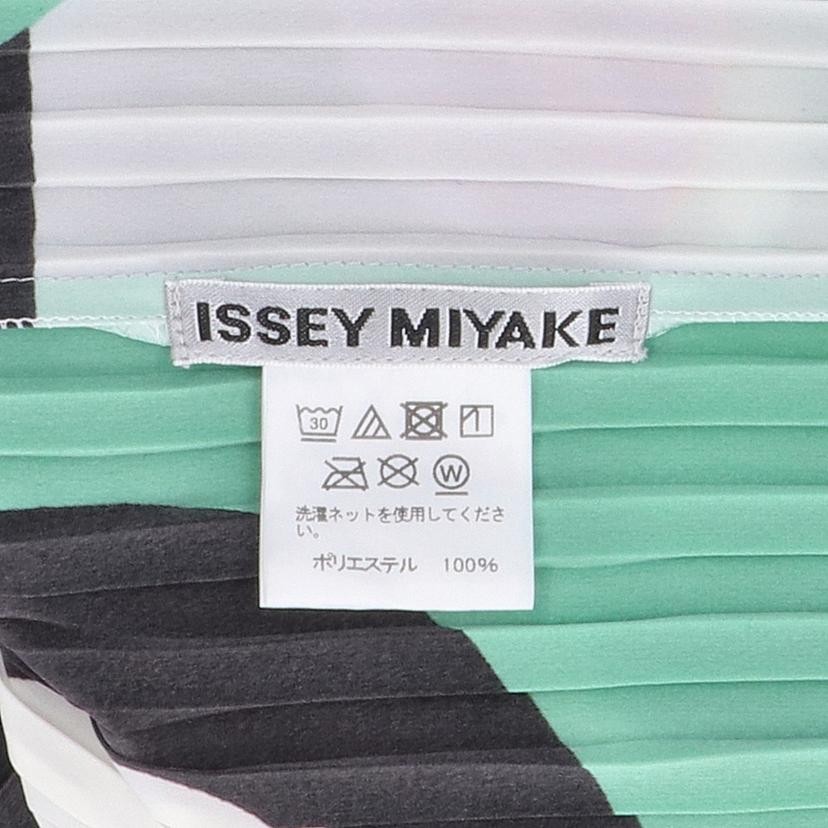 ISSEY MIYAKE
30
W
洗濯ネットを使用してくださ
い。
ポリエステル 100%